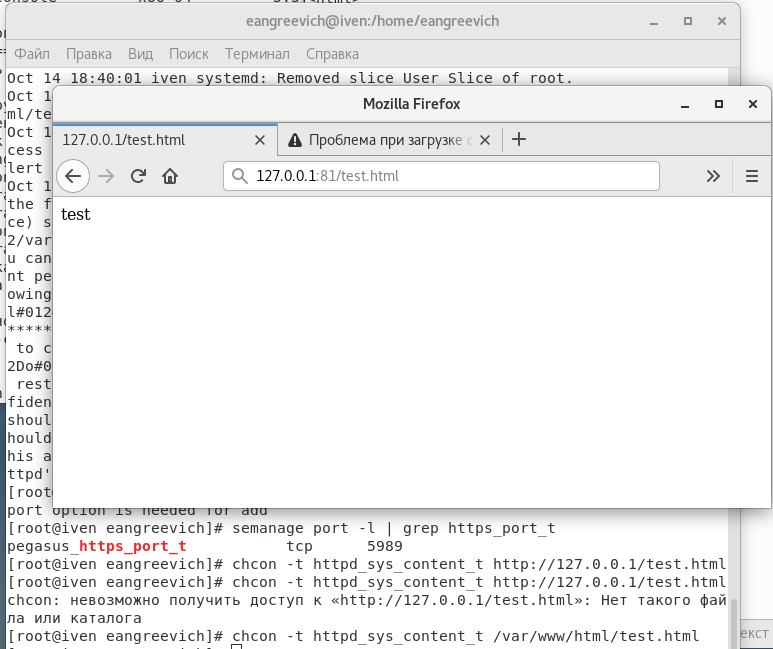 eangreevich@iven:/home/eangreevich
Файл Правка Вид Поиск Терминал Справка
Oct 14 18:40:01 iven systemd: Removed slice User Slice of root.
Oct 1
ml/te
Oct 1
cess
lert
Oct 1
the f
ce) s
2/var
u can
nt pe
owing
l#012
*****
to c
2Do#0
rest
fiden
shoul
hould
his a
ttpd'
[root
Mozilla Firefox
127.0.0.1/test.html
Проблема при загрузке с
127.0.0.1:81/test.html
test
port option is needed for add
[root@iven eangreevich]# semanage port -l | grep https_port_t
pegasus_https_port_t tcp 5989
[root@iven eangreevich]# chcon -t httpd_sys_content_t http://127.0.0.1/test.html
[root@iven eangreevich]# chcon -t httpd_sys_content_t http://127.0.0.1/test.html
chcon: невозможно получить доступ к «http://127.0.0.1/test.html»: Нет такого фай
ла или каталога
[root@iven eangreevich]# chcon -t httpd_sys_content_t /var/www/html/test.html
екст